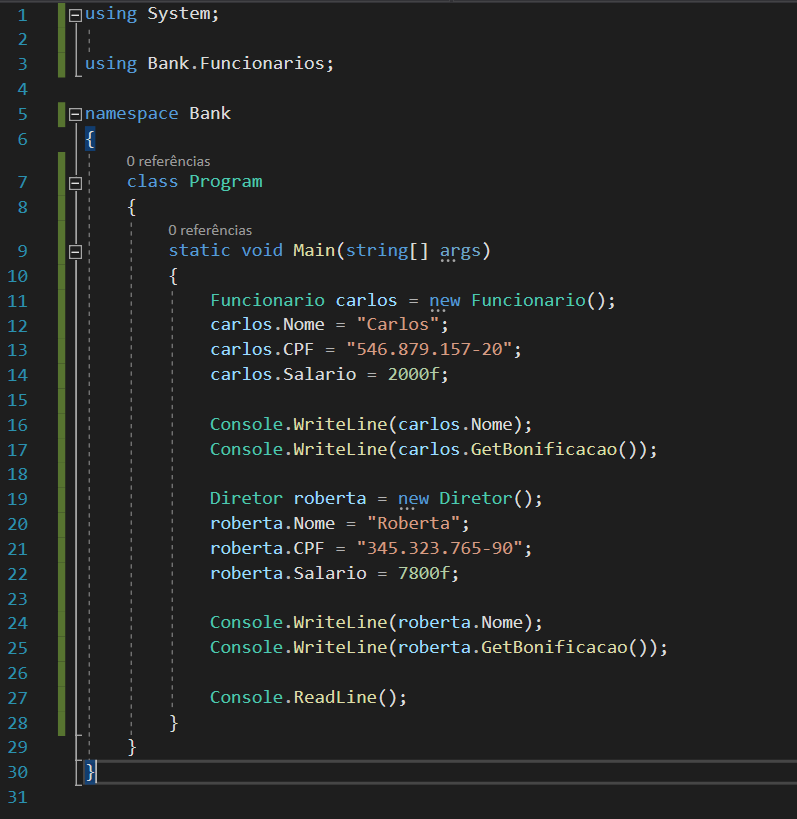 1 using System;
2
3 using Bank.Funcionarios;
4
5 namespace Bank
6 {
0 referências
7 class Program
8 {
0 referências
9 static void Main(string[] args)
10 {
11 Funcionario carlos = new Funcionario();
12 carlos.Nome = "Carlos";
13 carlos.CPF = "546.879.157-20";
14 carlos.Salario = 2000f;
15
16 Console.WriteLine(carlos.Nome);
17 Console.WriteLine(carlos.GetBonificacao());
18
19 Diretor roberta = new Diretor();
20 roberta.Nome = "Roberta";
21 roberta.CPF = "345.323.765-90";
22 roberta.Salario = 7800f;
23
24 Console.WriteLine(roberta.Nome);
25 Console.WriteLine(roberta.GetBonificacao());
26
27 Console.ReadLine();
28 }
29 }
30 }
31